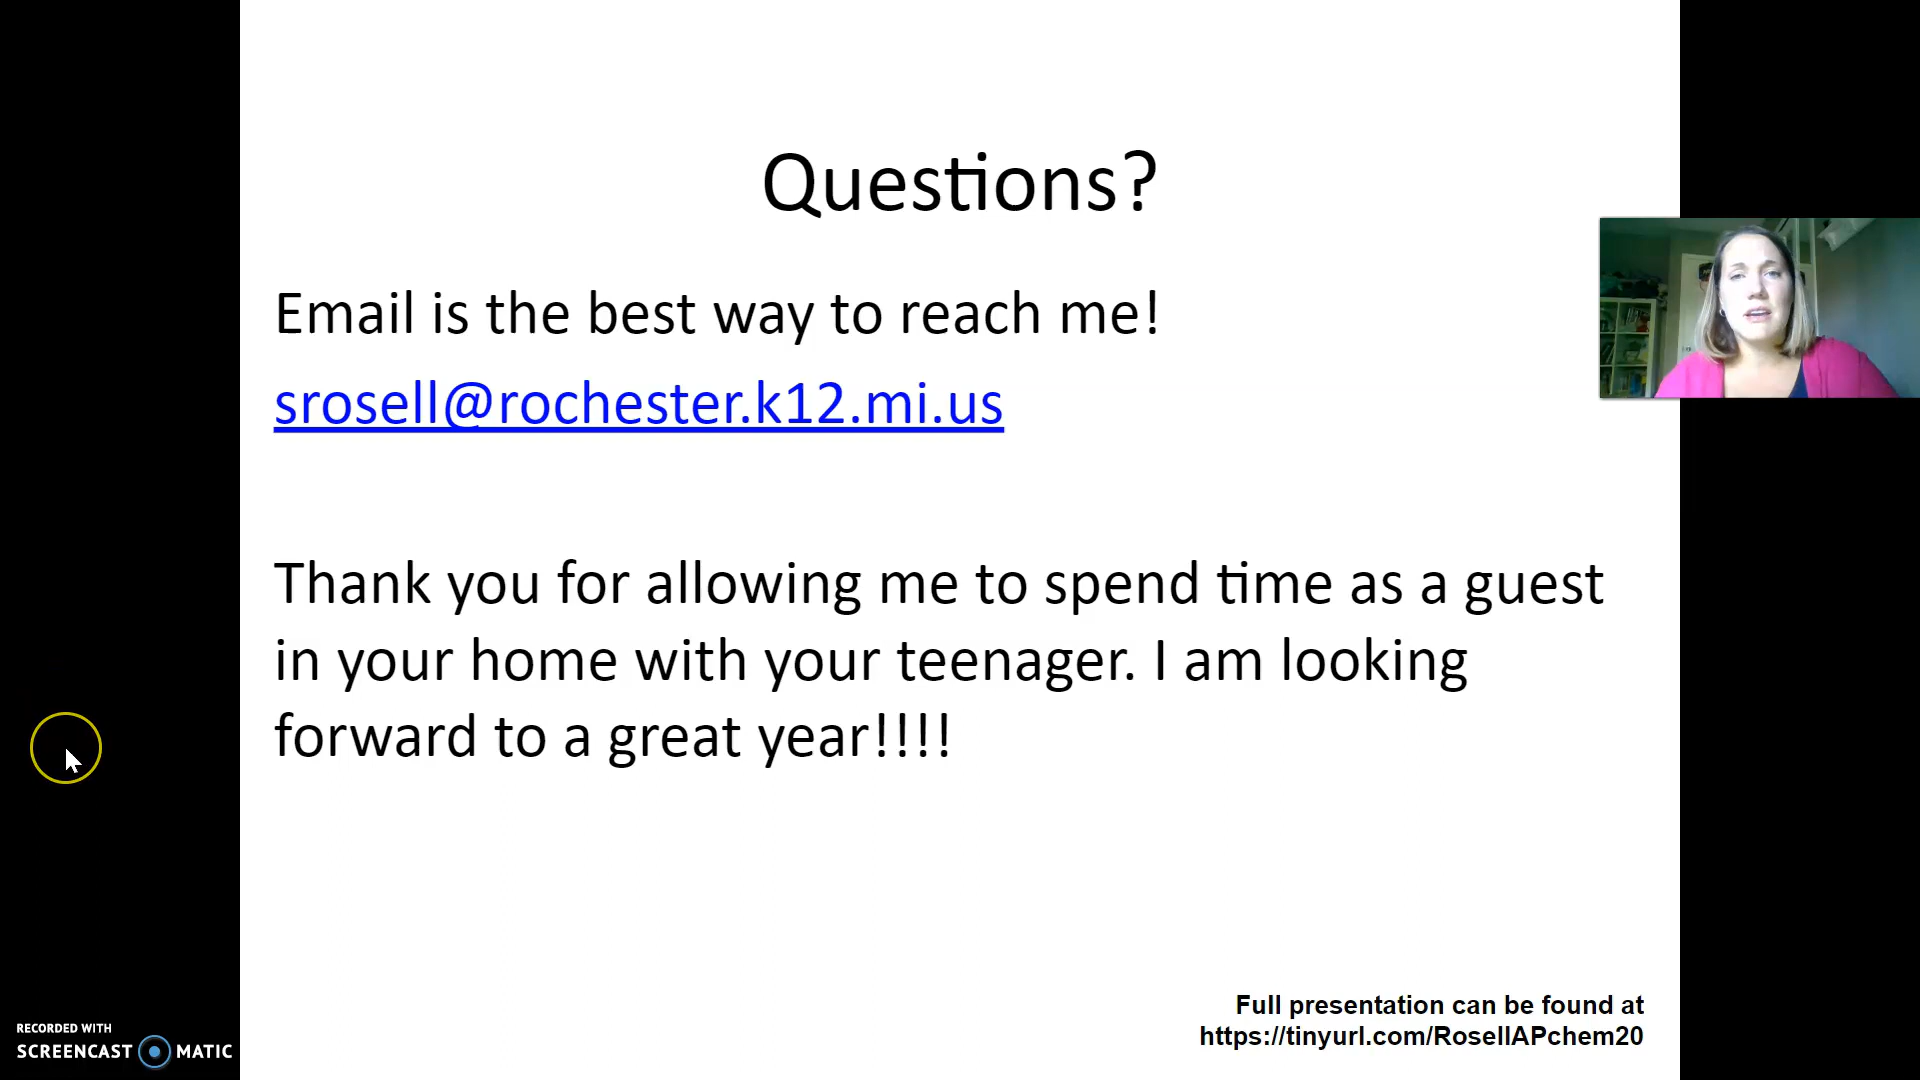 Questions?
Email is the best way to reach me!
srosell@rochester.k12.mi.us
Thank you for allowing me to spend time as a guest
in your home with your teenager. I am looking
forward to a great year!!!!
Full presentation can be found at
https://tinyurl.com/RosellAPchem20
RECORDED WITH
SCREENCAST MATIC